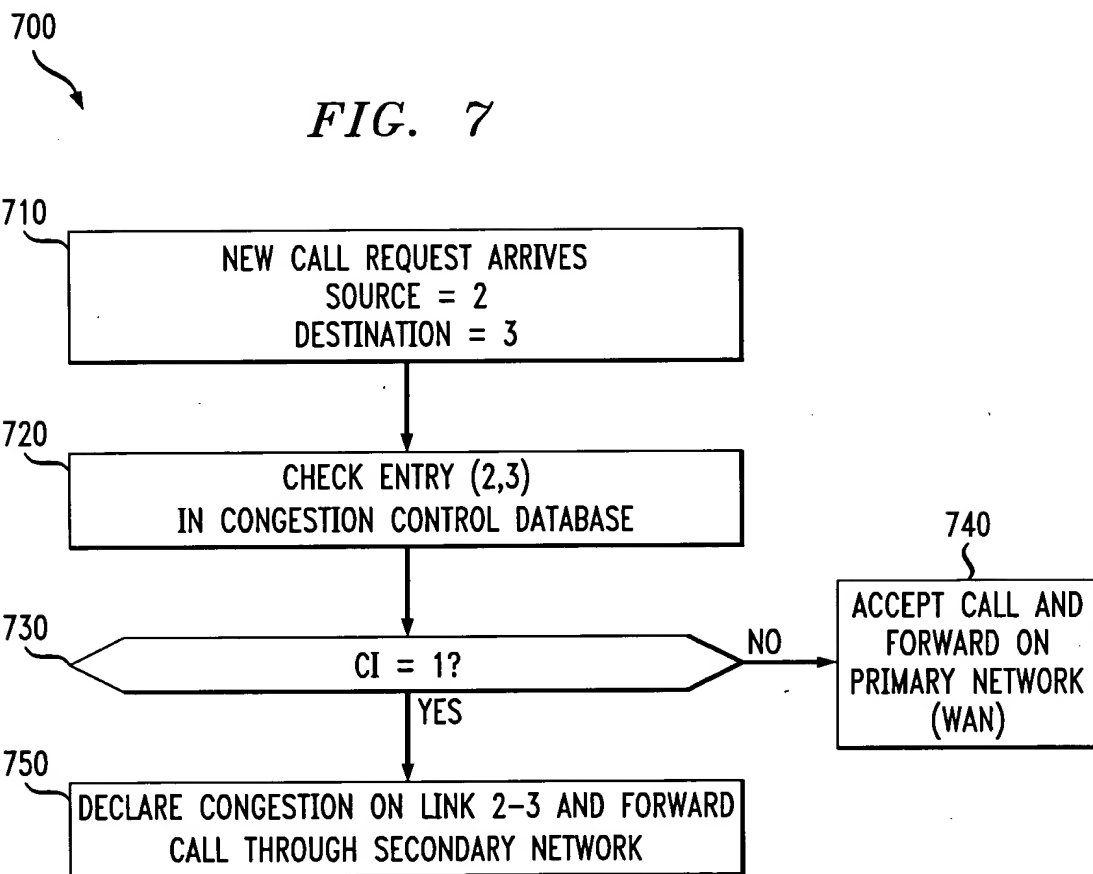 700
FIG. 7
710
NEW CALL REQUEST ARRIVES
SOURCE = 2
DESTINATION = 3
720
CHECK ENTRY (2,3)
IN CONGESTION CONTROL DATABASE
730
CI = 1?
NO
740
ACCEPT CALL AND
FORWARD ON
PRIMARY NETWORK
(WAN)
YES
750
DECLARE CONGESTION ON LINK 2-3 AND FORWARD
CALL THROUGH SECONDARY NETWORK